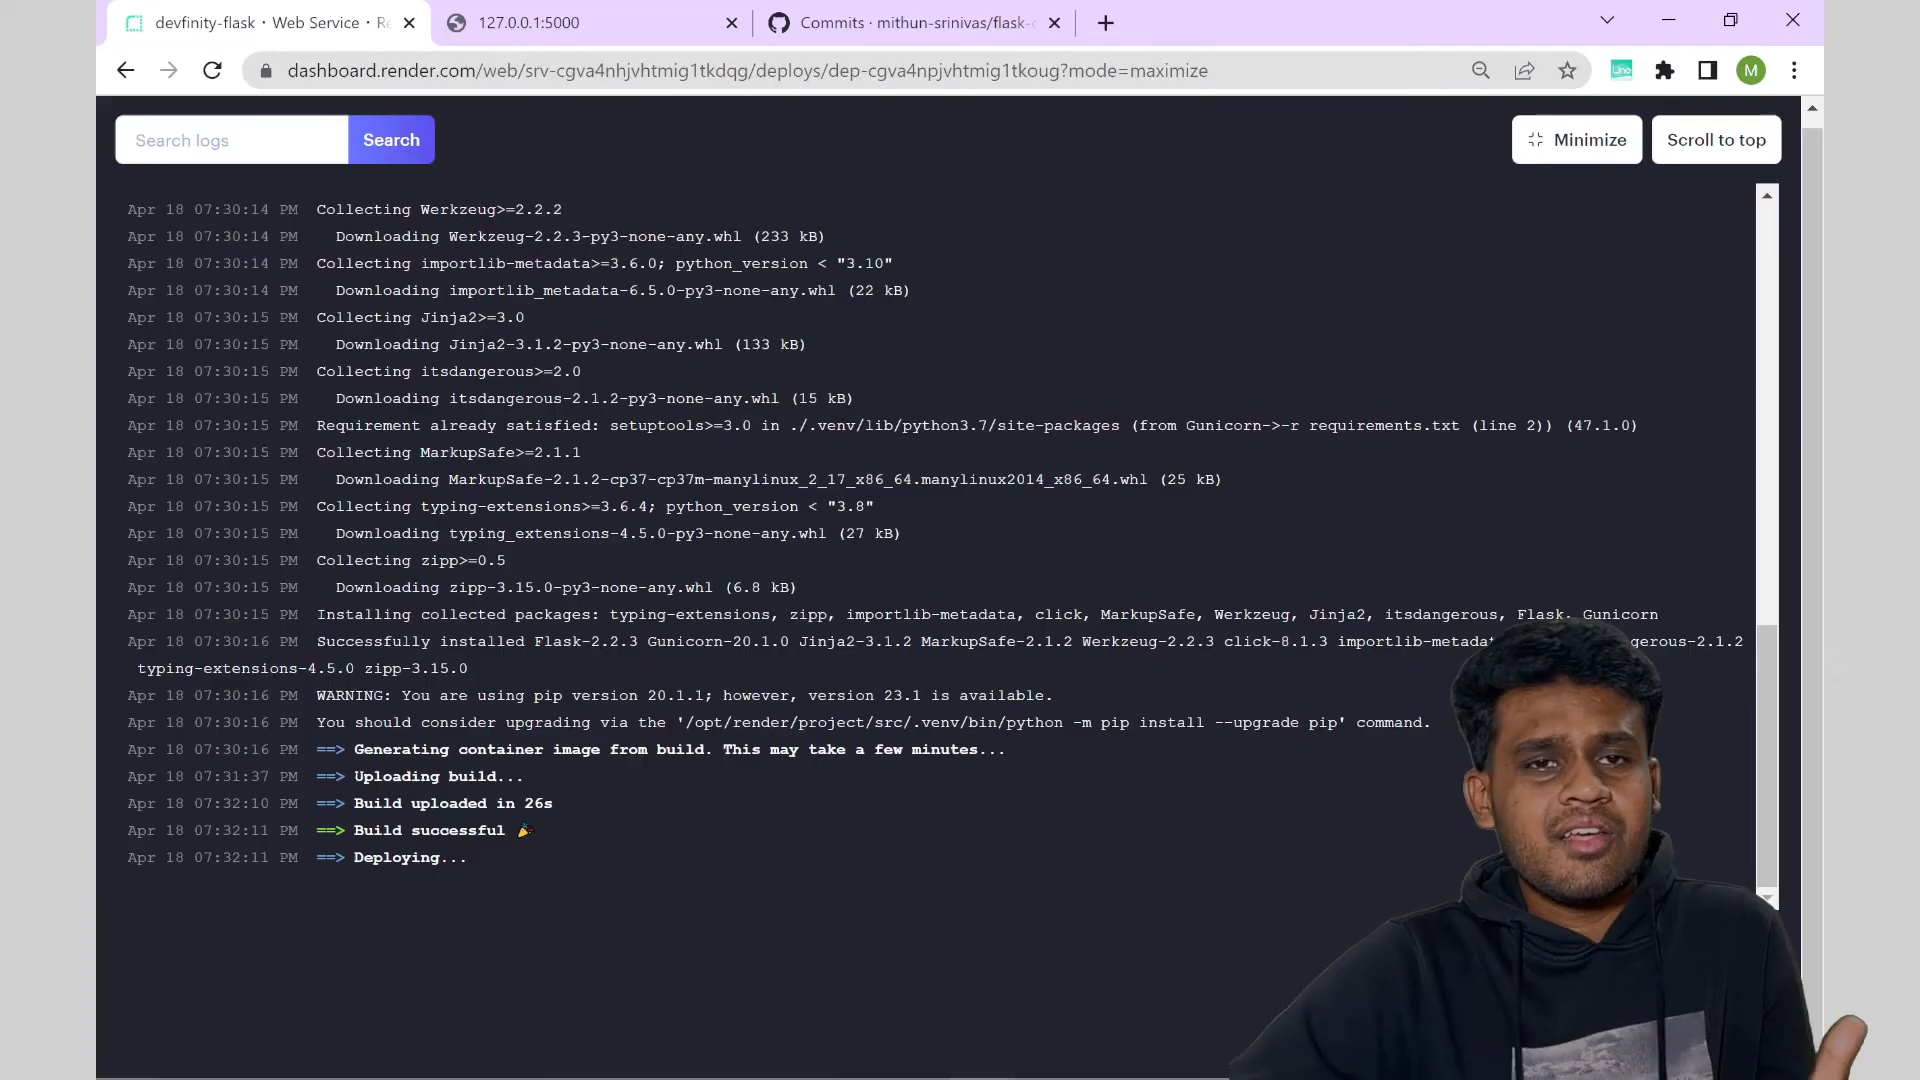 devfinity-flask · Web Service · Re
127.0.0.1:5000
Commits · mithun-srinivas/flask-
dashboard.render.com/web/srv-cgva4nhjvhtmig1tkdqg/deploys/dep-cgva4npjvhtmig1tkoug?mode=maximize
M
Search logs
Search
Minimize
Scroll to top
Apr 18 07:30:14 PM Collecting Werkzeug>=2.2.2
Apr 18 07:30:14 PM Downloading Werkzeug-2.2.3-py3-none-any.whl (233 kB)
Apr 18 07:30:14 PM Collecting importlib-metadata>=3.6.0; python_version < "3.10"
Apr 18 07:30:14 PM Downloading importlib_metadata-6.5.0-py3-none-any.whl (22 kB)
Apr 18 07:30:15 PM Collecting Jinja2>=3.0
Apr 18 07:30:15 PM Downloading Jinja2-3.1.2-py3-none-any.whl (133 kB)
Apr 18 07:30:15 PM Collecting itsdangerous>=2.0
Apr 18 07:30:15 PM Downloading itsdangerous-2.1.2-py3-none-any.whl (15 kB)
Apr 18 07:30:15 PM Requirement already satisfied: setuptools>=3.0 in ./.venv/lib/python3.7/site-packages (from Gunicorn->-r requirements.txt (line 2)) (47.1.0)
Apr 18 07:30:15 PM Collecting MarkupSafe>=2.1.1
Apr 18 07:30:15 PM Downloading MarkupSafe-2.1.2-cp37-cp37m-manylinux_2_17_x86_64.manylinux2014_x86_64.whl (25 kB)
Apr 18 07:30:15 PM Collecting typing-extensions>=3.6.4; python_version < "3.8"
Apr 18 07:30:15 PM Downloading typing_extensions-4.5.0-py3-none-any.whl (27 kB)
Apr 18 07:30:15 PM Collecting zipp>=0.5
Apr 18 07:30:15 PM Downloading zipp-3.15.0-py3-none-any.whl (6.8 kB)
Apr 18 07:30:15 PM Installing collected packages: typing-extensions, zipp, importlib-metadata, click, MarkupSafe, Werkzeug, Jinja2, itsdangerous, Flask, Gunicorn
Apr 18 07:30:16 PM Successfully installed Flask-2.2.3 Gunicorn-20.1.0 Jinja2-3.1.2 MarkupSafe-2.1.2 Werkzeug-2.2.3 click-8.1.3 importlib-metadat gerous-2.1.2
typing-extensions-4.5.0 zipp-3.15.0
Apr 18 07:30:16 PM WARNING: You are using pip version 20.1.1; however, version 23.1 is available.
Apr 18 07:30:16 PM You should consider upgrading via the '/opt/render/project/src/.venv/bin/python -m pip install --upgrade pip' command.
Apr 18 07:30:16 PM ==> Generating container image from build. This may take a few minutes...
Apr 18 07:31:37 PM ==> Uploading build...
Apr 18 07:32:10 PM ==> Build uploaded in 26s
Apr 18 07:32:11 PM ==> Build successful 🎉
Apr 18 07:32:11 PM ==> Deploying...